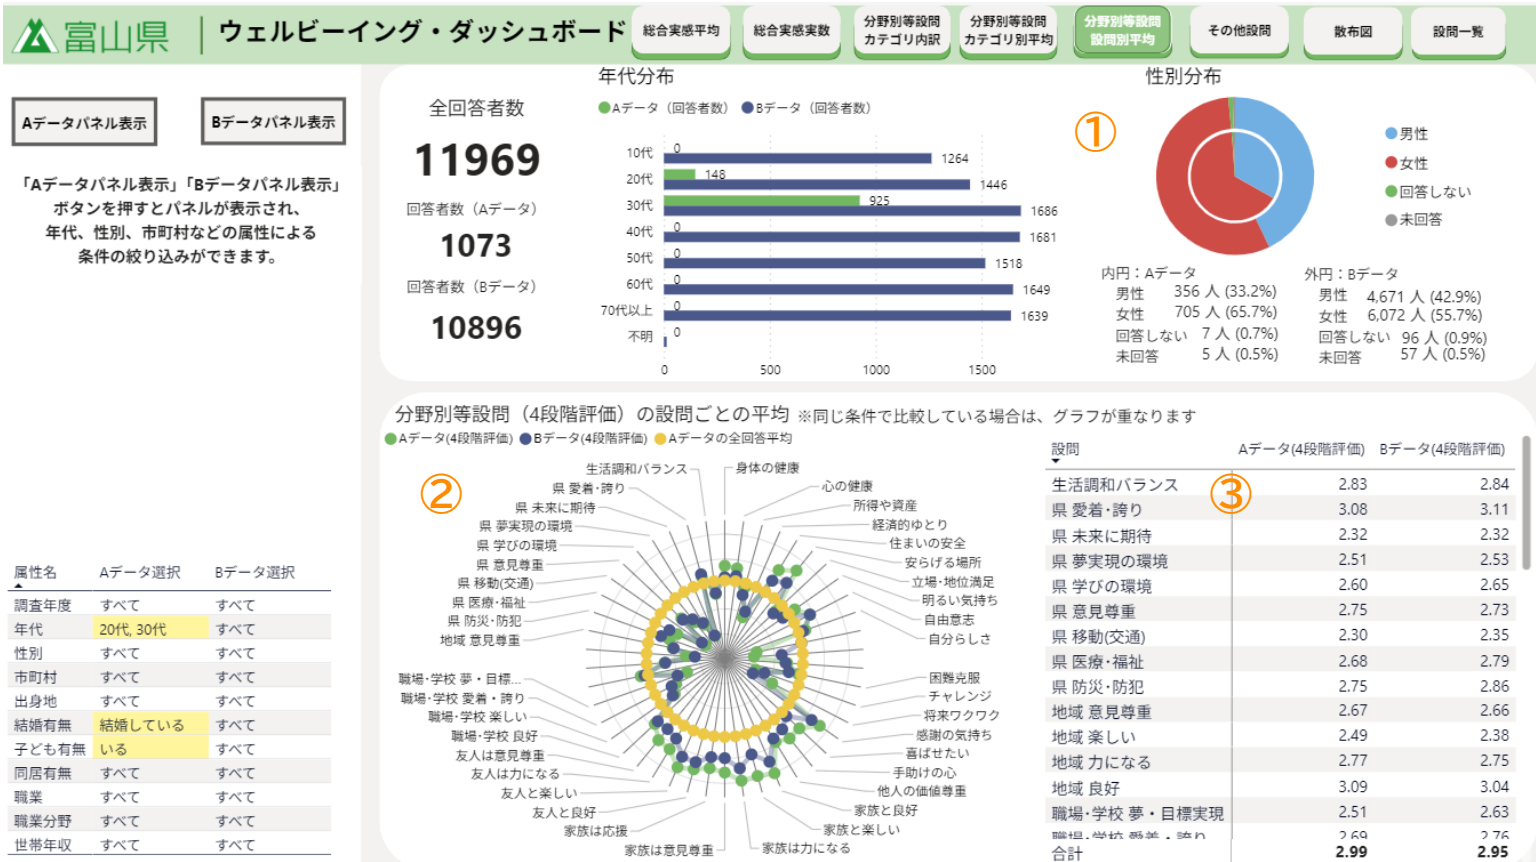 富山県
ウェルビーイング・ダッシュボード
総合実感平均
総合実感実数
分野別等設問
カテゴリ内訳
分野別等設問
カテゴリ別平均
分野別等設問
設問別平均
その他設問
散布図
設問一覧
Aデータパネル表示
Bデータパネル表示
「Aデータパネル表示」「Bデータパネル表示」
ボタンを押すとパネルが表示され、
年代、性別、市町村などの属性による
条件の絞り込みができます。
属性名 Aデータ選択 Bデータ選択
調査年度 すべて すべて
年代 20代, 30代 すべて
性別 すべて すべて
市町村 すべて すべて
出身地 すべて すべて
結婚有無 結婚している すべて
子ども有無 いる すべて
同居有無 すべて すべて
職業 すべて すべて
職業分野 すべて すべて
世帯年収 すべて すべて
全回答者数
11969
回答者数（Aデータ）
1073
回答者数（Bデータ）
10896
年代分布
Aデータ（回答者数） Bデータ（回答者数）
10代 0 1264
20代 148 1446
30代 925 1686
40代 0 1681
50代 0 1518
60代 0 1649
70代以上 0 1639
不明 0
0 500 1000 1500
性別分布
①
男性
女性
回答しない
未回答
内円：Aデータ
男性 356 人 (33.2%)
女性 705 人 (65.7%)
回答しない 7 人 (0.7%)
未回答 5 人 (0.5%)
外円：Bデータ
男性 4,671 人 (42.9%)
女性 6,072 人 (55.7%)
回答しない 96 人 (0.9%)
未回答 57 人 (0.5%)
分野別等設問（4段階評価）の設問ごとの平均 ※同じ条件で比較している場合は、グラフが重なります
Aデータ(4段階評価) Bデータ(4段階評価) Aデータの全回答平均
②
身体の健康
心の健康
所得や資産
経済的ゆとり
住まいの安全
安らげる場所
立場・地位満足
明るい気持ち
自由意志
自分らしさ
困難克服
チャレンジ
将来ワクワク
感謝の気持ち
喜ばせたい
手助けの心
他人の価値尊重
家族と良好
家族と楽しい
家族は力になる
家族は意見尊重
家族は応援
友人と良好
友人と楽しい
友人は力になる
友人は意見尊重
職場･学校 良好
職場･学校 楽しい
職場･学校 愛着・誇り
職場･学校 夢・目標...
地域 意見尊重
県 防災･防犯
県 医療･福祉
県 移動(交通)
県 意見尊重
県 学びの環境
県 夢実現の環境
県 未来に期待
県 愛着･誇り
生活調和バランス
③
設問 Aデータ(4段階評価) Bデータ(4段階評価)
生活調和バランス 2.83 2.84
県 愛着･誇り 3.08 3.11
県 未来に期待 2.32 2.32
県 夢実現の環境 2.51 2.53
県 学びの環境 2.60 2.65
県 意見尊重 2.75 2.73
県 移動(交通) 2.30 2.35
県 医療･福祉 2.68 2.79
県 防災･防犯 2.75 2.86
地域 意見尊重 2.67 2.66
地域 楽しい 2.49 2.38
地域 力になる 2.77 2.75
地域 良好 3.09 3.04
職場･学校 夢・目標実現 2.51 2.63
職場･学校 愛着・誇り 2.69 2.76
合計 2.99 2.95